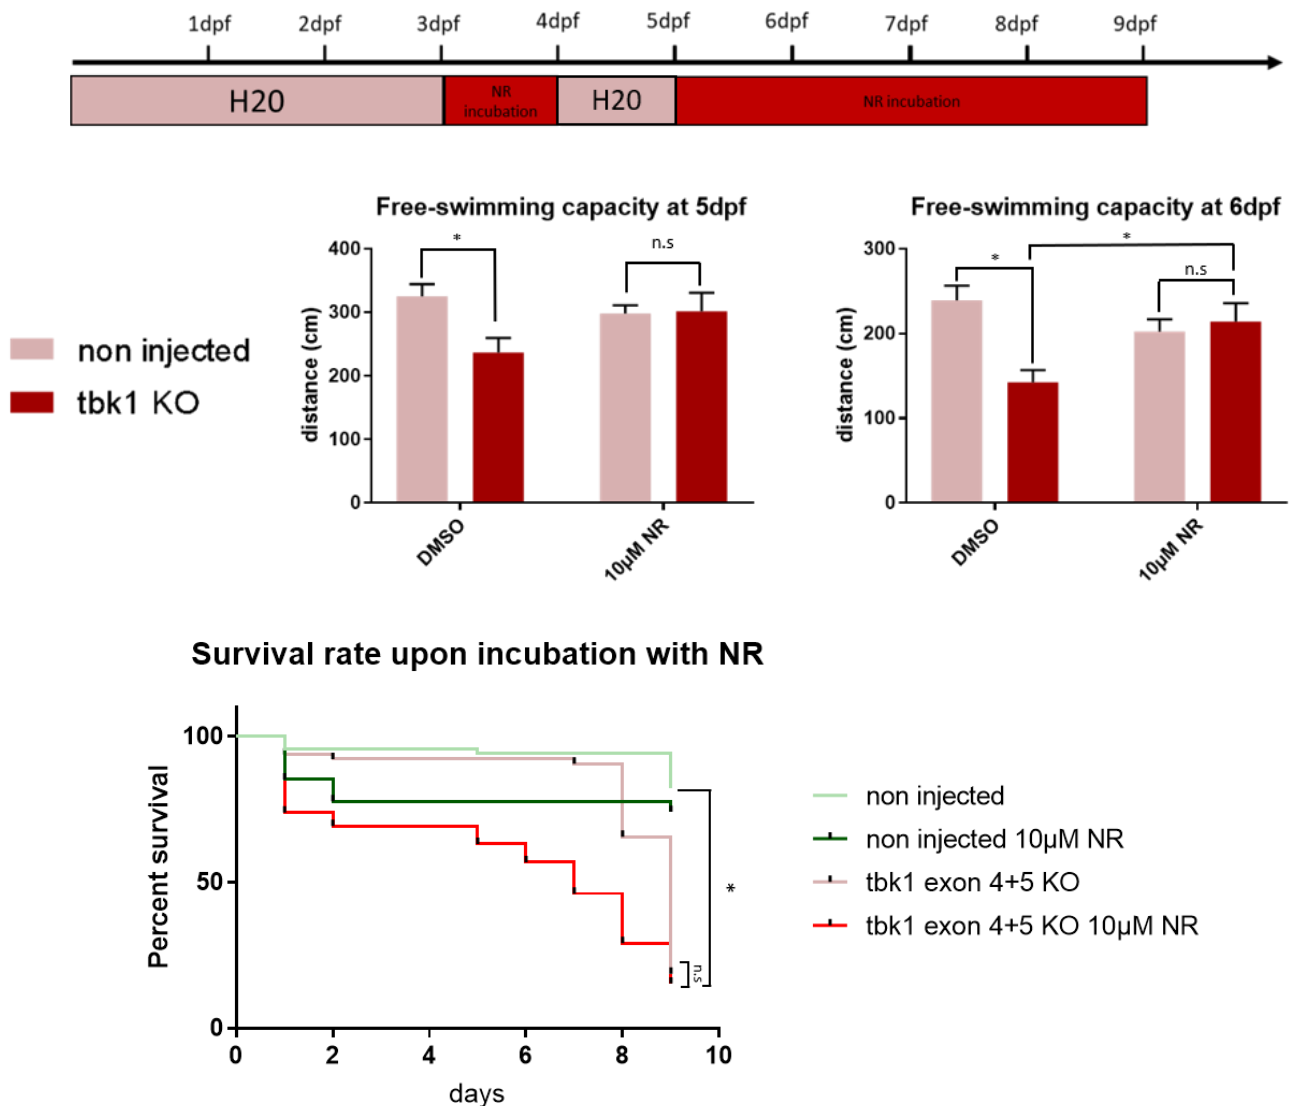 1dpf 2dpf 3dpf 4dpf 5dpf 6dpf 7dpf 8dpf 9dpf
H20
NR
incubation
H20
NR incubation
non injected
tbk1 KO
Free-swimming capacity at 5dpf
distance (cm)
400
300
200
100
0
*
n.s
DMSO
10µM NR
Free-swimming capacity at 6dpf
distance (cm)
300
200
100
0
*
*
n.s
DMSO
10µM NR
Survival rate upon incubation with NR
Percent survival
100
50
0
0 2 4 6 8 10
days
n.s
*
non injected
non injected 10µM NR
tbk1 exon 4+5 KO
tbk1 exon 4+5 KO 10µM NR